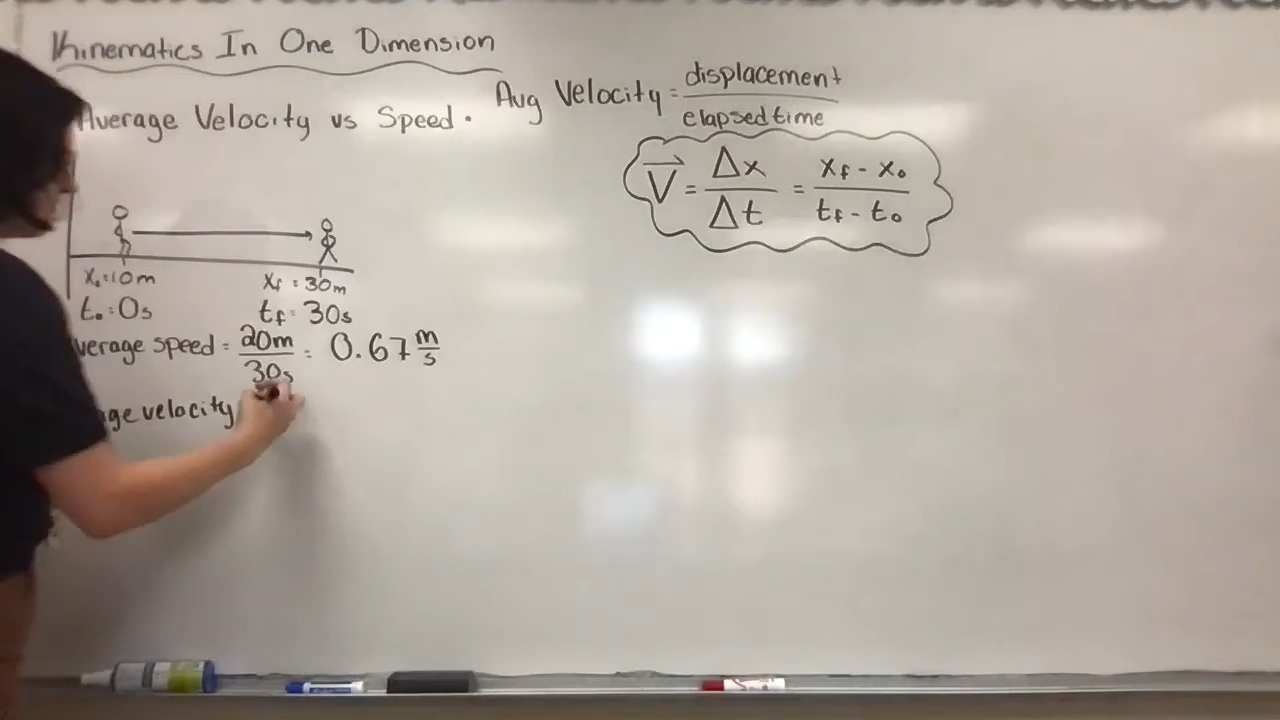 Kinematics In One Dimension
Average Velocity vs Speed.
Avg Velocity = displacement / elapsed time
V = Δx / Δt = xf - x₀ / tf - t₀
x₀ = 10m
xf = 30m
t₀ = 0s
tf = 30s
verage speed = 20m / 30s = 0.67 m/s
ge velocity